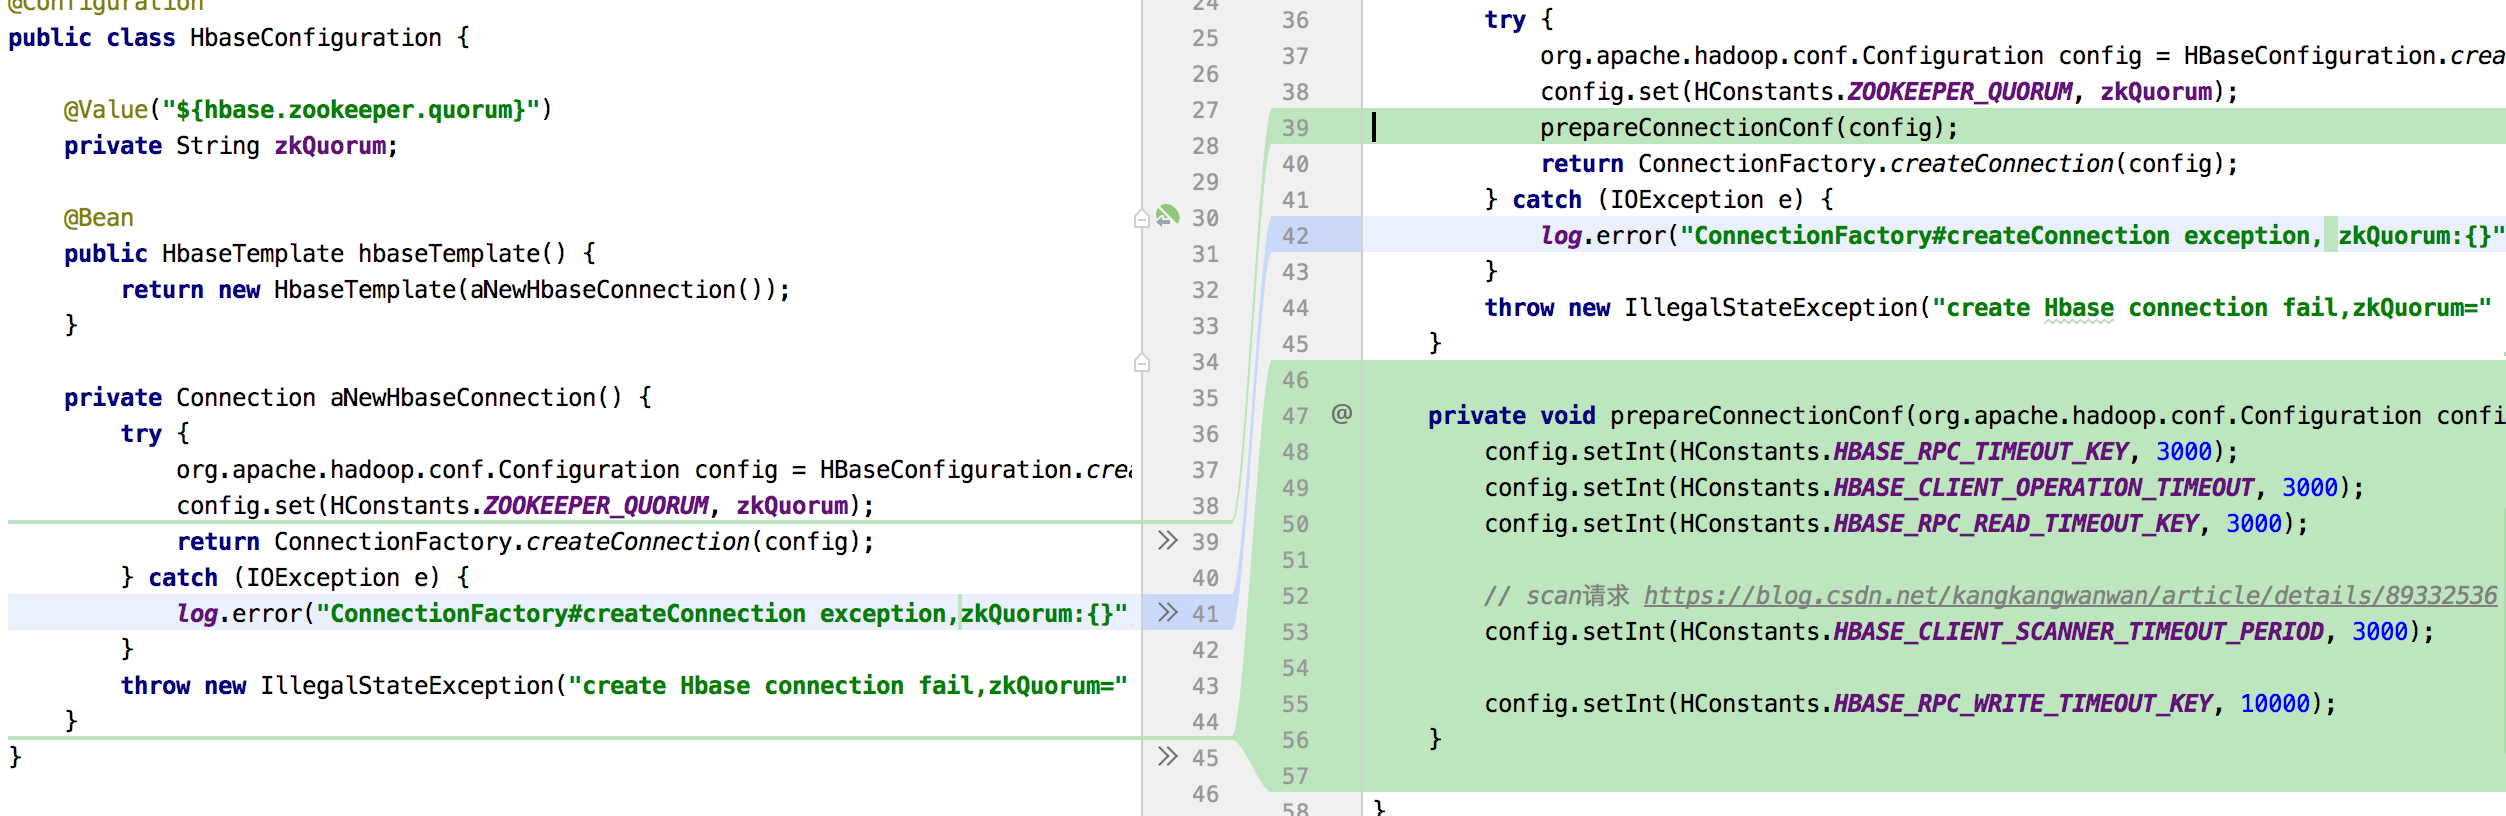 @Configuration
public class HbaseConfiguration {
@Value("${hbase.zookeeper.quorum}")
private String zkQuorum;
@Bean
public HbaseTemplate hbaseTemplate() {
return new HbaseTemplate(aNewHbaseConnection());
}
private Connection aNewHbaseConnection() {
try {
org.apache.hadoop.conf.Configuration config = HBaseConfiguration.crea
config.set(HConstants.ZOOKEEPER_QUORUM, zkQuorum);
return ConnectionFactory.createConnection(config);
} catch (IOException e) {
log.error("ConnectionFactory#createConnection exception,zkQuorum:{}"
}
throw new IllegalStateException("create Hbase connection fail,zkQuorum="
}
}
24
25
26
27
28
29
30
31
32
33
34
35
36
37
38
39
40
41
42
43
44
45
46
36 try {
37 org.apache.hadoop.conf.Configuration config = HBaseConfiguration.crea
38 config.set(HConstants.ZOOKEEPER_QUORUM, zkQuorum);
39 prepareConnectionConf(config);
40 return ConnectionFactory.createConnection(config);
41 } catch (IOException e) {
42 log.error("ConnectionFactory#createConnection exception, zkQuorum:{}"
43 }
44 throw new IllegalStateException("create Hbase connection fail,zkQuorum="
45 }
46
47 @ private void prepareConnectionConf(org.apache.hadoop.conf.Configuration confi
48 config.setInt(HConstants.HBASE_RPC_TIMEOUT_KEY, 3000);
49 config.setInt(HConstants.HBASE_CLIENT_OPERATION_TIMEOUT, 3000);
50 config.setInt(HConstants.HBASE_RPC_READ_TIMEOUT_KEY, 3000);
51
52 // scan请求 https://blog.csdn.net/kangkangwanwan/article/details/89332536
53 config.setInt(HConstants.HBASE_CLIENT_SCANNER_TIMEOUT_PERIOD, 3000);
54
55 config.setInt(HConstants.HBASE_RPC_WRITE_TIMEOUT_KEY, 10000);
56 }
57
58 }